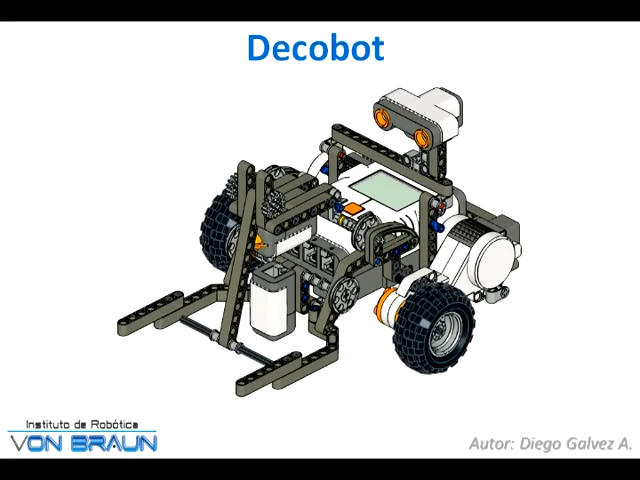 Decobot
Instituto de Robótica
VON BRAUN
Autor: Diego Galvez A.